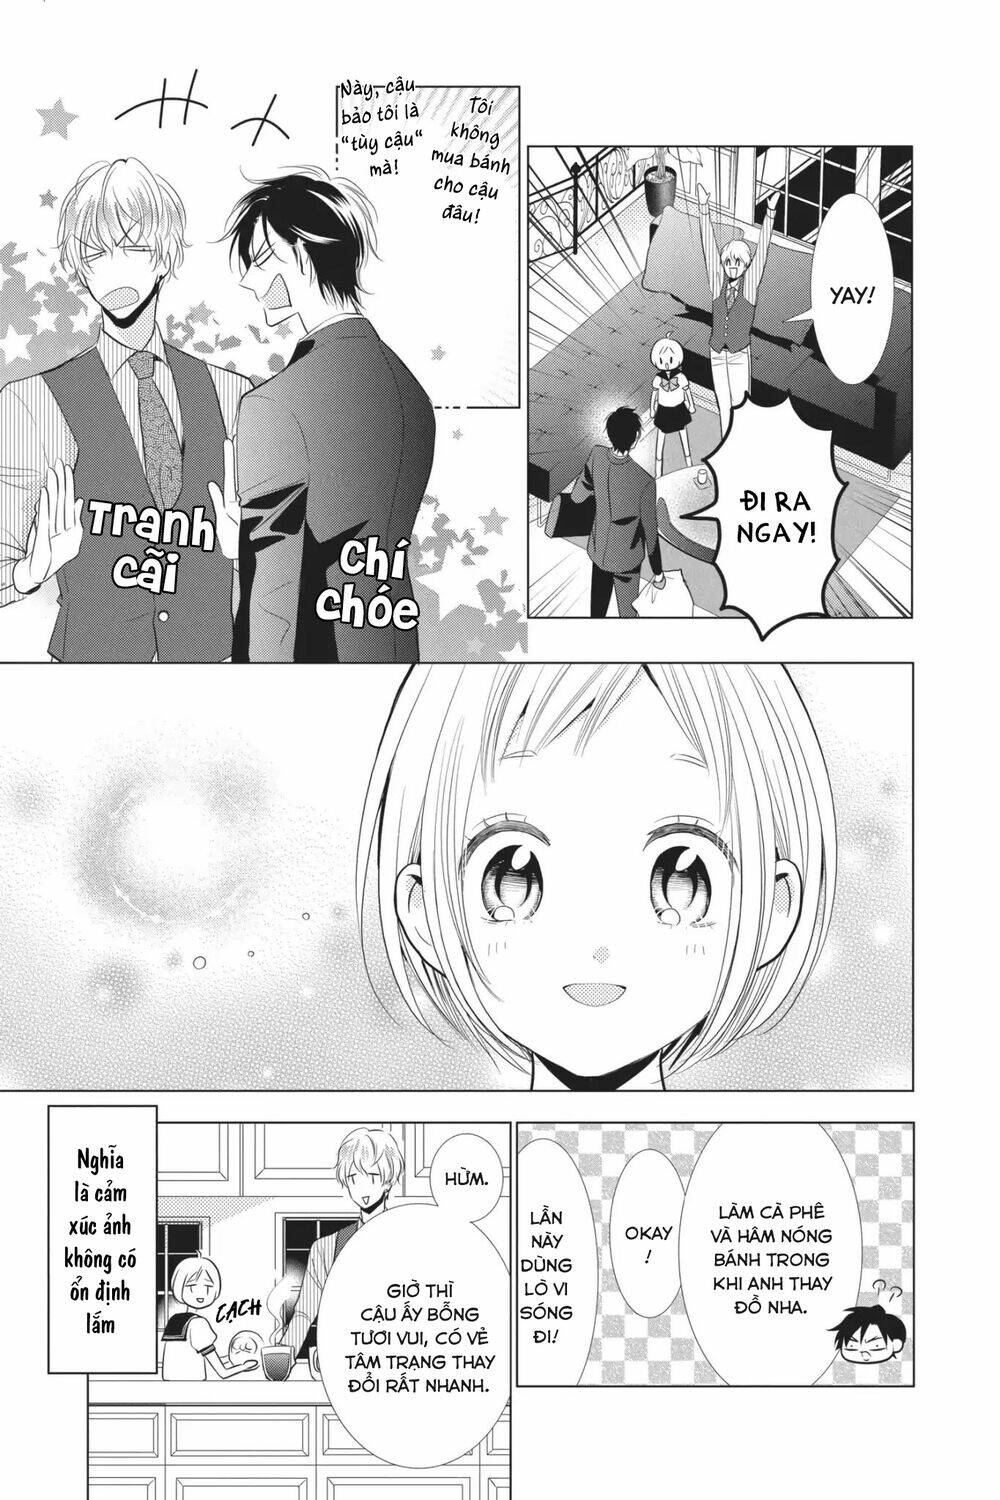 YAY!
ĐI RA
NGAY!
Tôi
không
mua bánh
cho cậu
đâu!
Này, cậu
bảo tôi là
“tùy cậu“
mà!
Tranh
cãi
Chí
chóe
LÀM CÀ PHÊ
VÀ HÂM NÓNG
BÁNH TRONG
KHI ANH THAY
ĐỒ NHA.
OKAY
!
LẦN
NÀY
DÙNG
LÒ VI
SÓNG
ĐI!
HỪM.
GIỜ THÌ
CẬU ẤY BỖNG
TƯƠI VUI, CÓ VẺ
TÂM TRẠNG THAY
ĐỔI RẤT NHANH.
CẠCH
Nghĩa
là cảm
xúc ảnh
không có
ổn định
lắm